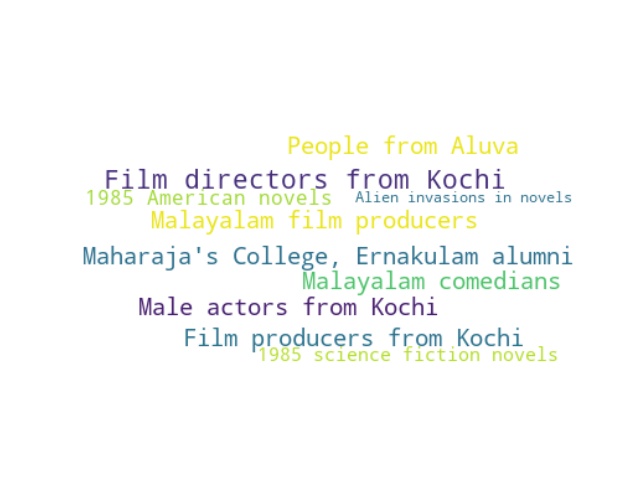 People from Aluva
Film directors from Kochi
1985 American novels
Alien invasions in novels
Malayalam film producers
Maharaja's College, Ernakulam alumni
Malayalam comedians
Male actors from Kochi
Film producers from Kochi
1985 science fiction novels